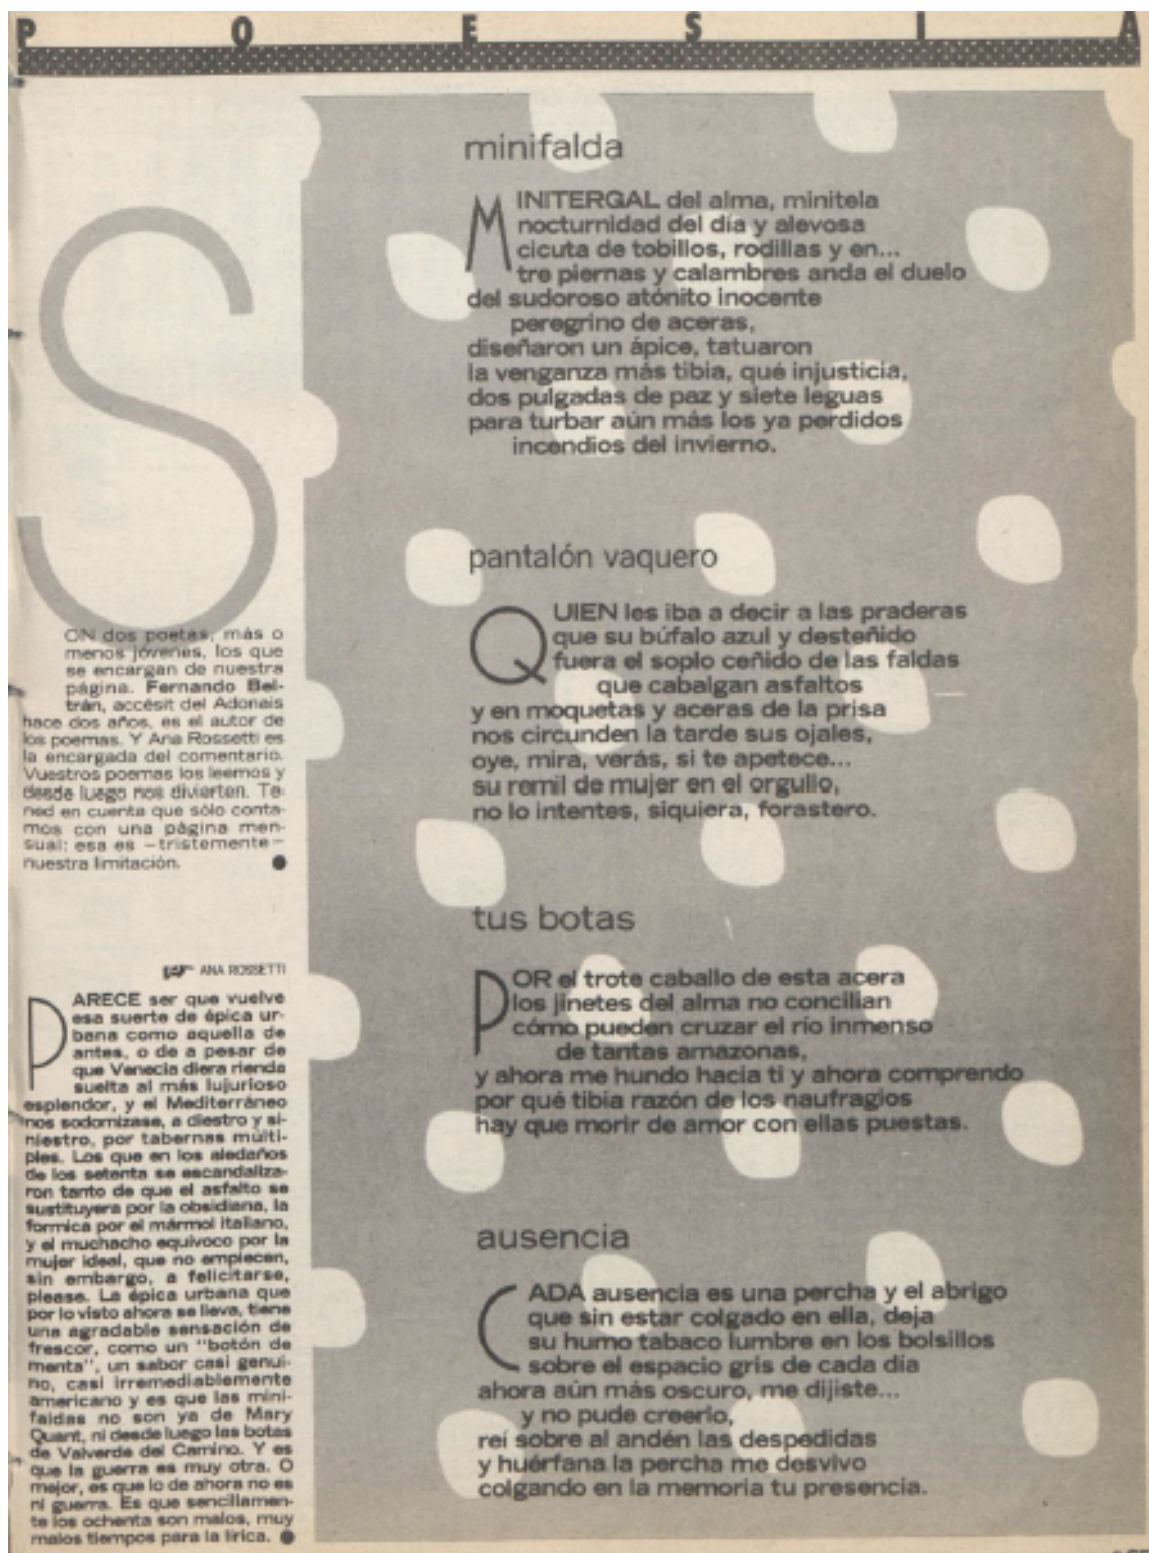 POESIA
SON dos poetas, más o
menos jóvenes, los que
se encargan de nuestra
página. Fernando Bel-
trán, accésit del Adonais
hace dos años, es el autor de
los poemas. Y Ana Rossetti es
la encargada del comentario.
Vuestros poemas los leemos y
desde luego nos divierten. Te-
ned en cuenta que sólo conta-
mos con una página men-
sual: esa es –tristemente–
nuestra limitación.
ANA ROSSETTI
PARECE ser que vuelve
esa suerte de épica ur-
bana como aquella de
antes, o de a pesar de
que Venecia diera rienda
suelta al más lujurioso
esplendor, y el Mediterráneo
nos sodomizase, a diestro y si-
niestro, por tabernas múlti-
ples. Los que en los aledaños
de los setenta se escandaliza-
ron tanto de que el asfalto se
sustituyera por la obsidiana, la
formica por el mármol italiano,
y el muchacho equívoco por la
mujer ideal, que no empiecen,
sin embargo, a felicitarse,
please. La épica urbana que
por lo visto ahora se lleva, tiene
una agradable sensación de
frescor, como un "botón de
menta", un sabor casi genui-
no, casi irremediablemente
americano y es que las mini-
faldas no son ya de Mary
Quant, ni desde luego las botas
de Valverde del Camino. Y es
que la guerra es muy otra. O
mejor, es que lo de ahora no es
ni guerra. Es que sencillamen-
te los ochenta son malos, muy
malos tiempos para la lírica.
minifalda
MINITERGAL del alma, minitela
nocturnidad del día y alevosa
cicuta de tobillos, rodillas y en...
tre piernas y calambres anda el duelo
del sudoroso atónito inocente
peregrino de aceras,
diseñaron un ápice, tatuaron
la venganza más tibia, qué injusticia,
dos pulgadas de paz y siete leguas
para turbar aún más los ya perdidos
incendios del invierno.
pantalón vaquero
QUIEN les iba a decir a las praderas
que su búfalo azul y desteñido
fuera el soplo ceñido de las faldas
que cabalgan asfaltos
y en moquetas y aceras de la prisa
nos circunden la tarde sus ojales,
oye, mira, verás, si te apetece...
su remil de mujer en el orgullo,
no lo intentes, siquiera, forastero.
tus botas
POR el trote caballo de esta acera
los jinetes del alma no concilian
cómo pueden cruzar el río inmenso
de tantas amazonas,
y ahora me hundo hacia ti y ahora comprendo
por qué tibia razón de los naufragios
hay que morir de amor con ellas puestas.
ausencia
CADA ausencia es una percha y el abrigo
que sin estar colgado en ella, deja
su humo tabaco lumbre en los bolsillos
sobre el espacio gris de cada día
ahora aún más oscuro, me dijiste...
y no pude creerlo,
reí sobre al andén las despedidas
y huérfana la percha me desvivo
colgando en la memoria tu presencia.